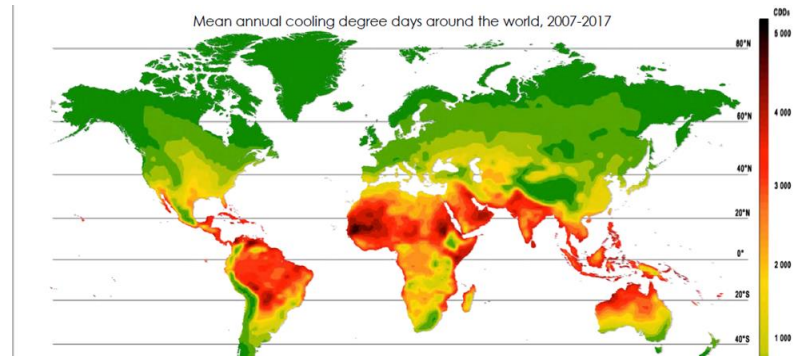 Mean annual cooling degree days around the world, 2007-2017
CDDs
5 000
80°N
4 000
60°N
40°N
3 000
20°N
2 000
0°
20°S
1 000
40°S